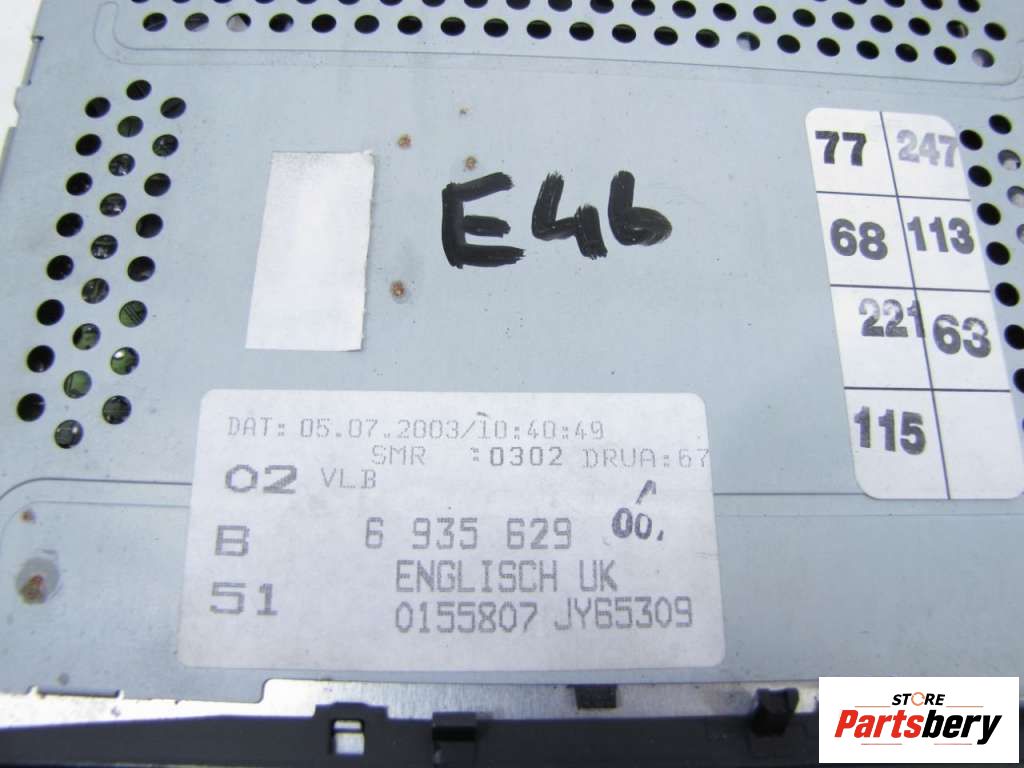 E46
77 247
68 113
221 63
115
DAT: 05.07.2003/10:40:49
SMR :0302 DRUA:67
02 VLB
B 6 935 629 00.
ENGLISCH UK
51 0155807 JY65309
STORE
Partsbery